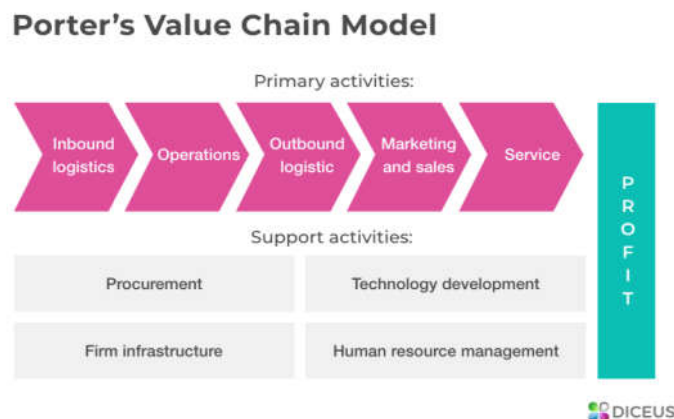 Porter's Value Chain Model
Primary activities:
Inbound
logistics
Operations
Outbound
logistic
Marketing
and sales
Service
PROFIT
Support activities:
Procurement
Technology development
Firm infrastructure
Human resource management
DICEUS